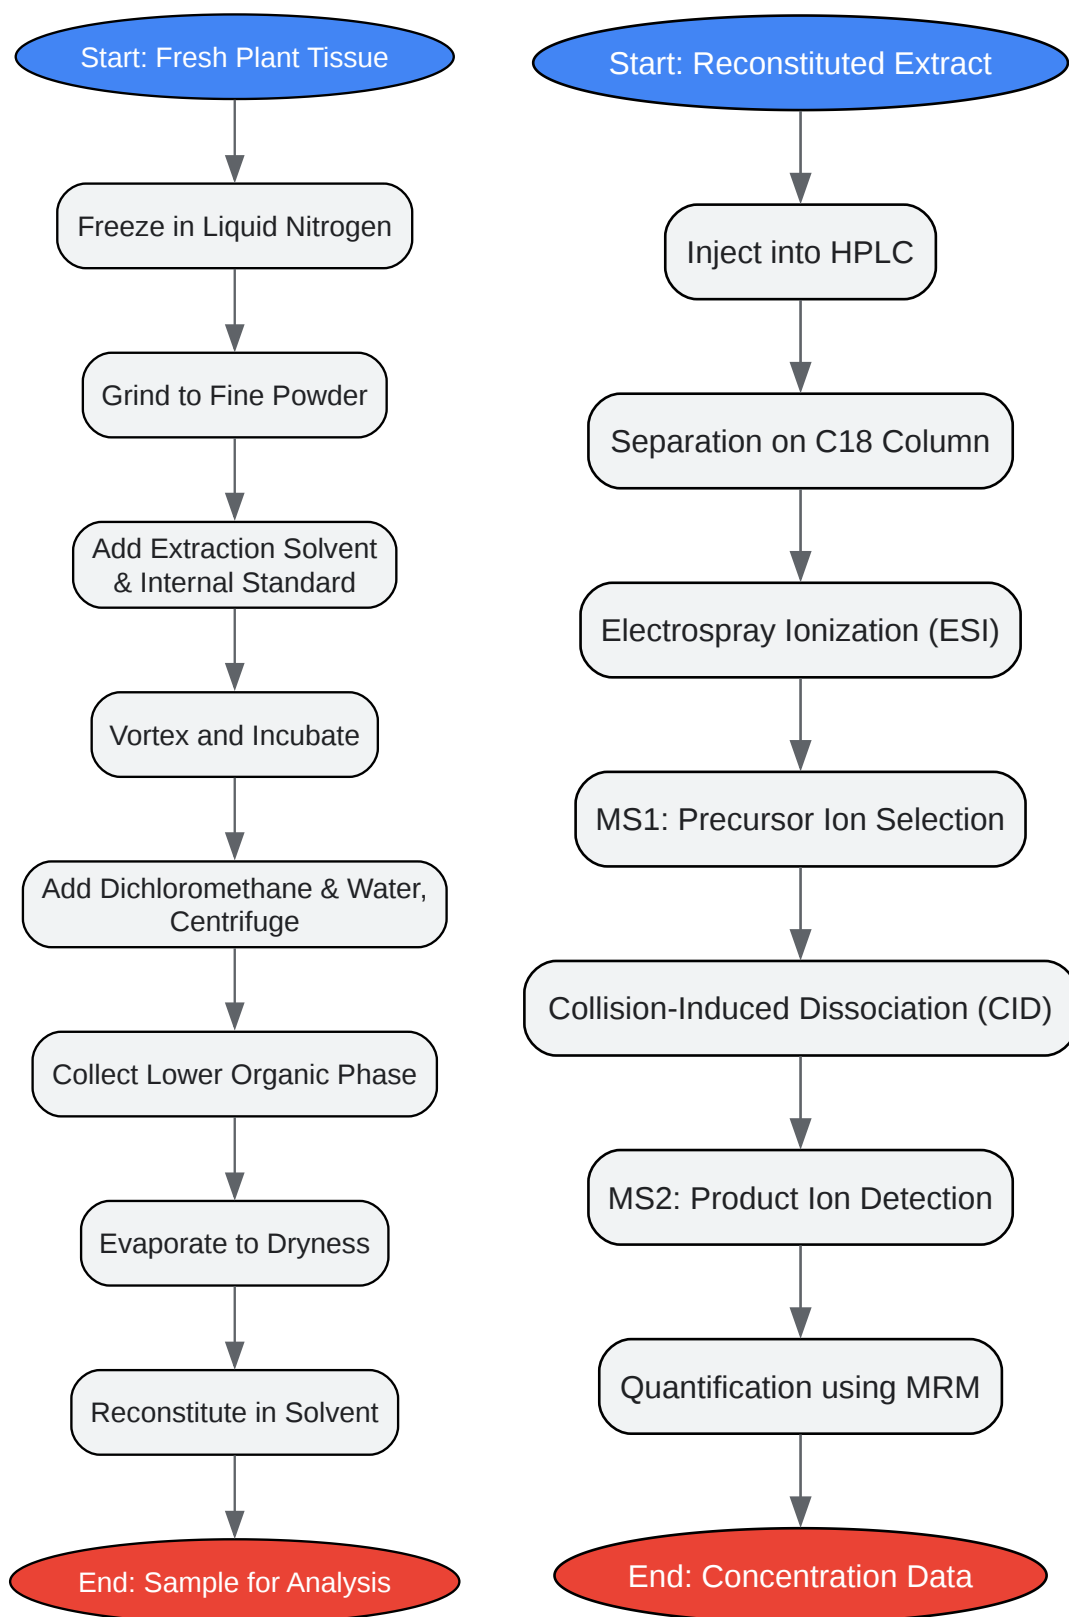 Start: Fresh Plant Tissue
Freeze in Liquid Nitrogen
Grind to Fine Powder
Add Extraction Solvent
& Internal Standard
Vortex and Incubate
Add Dichloromethane & Water,
Centrifuge
Collect Lower Organic Phase
Evaporate to Dryness
Reconstitute in Solvent
End: Sample for Analysis
Start: Reconstituted Extract
Inject into HPLC
Separation on C18 Column
Electrospray Ionization (ESI)
MS1: Precursor Ion Selection
Collision-Induced Dissociation (CID)
MS2: Product Ion Detection
Quantification using MRM
End: Concentration Data